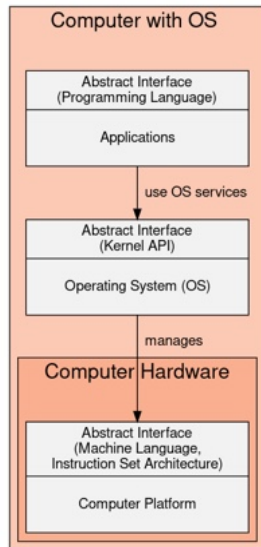 Computer with OS
Abstract Interface
(Programming Language)
Applications
use OS services
Abstract Interface
(Kernel API)
Operating System (OS)
manages
Computer Hardware
Abstract Interface
(Machine Language,
Instruction Set Architecture)
Computer Platform